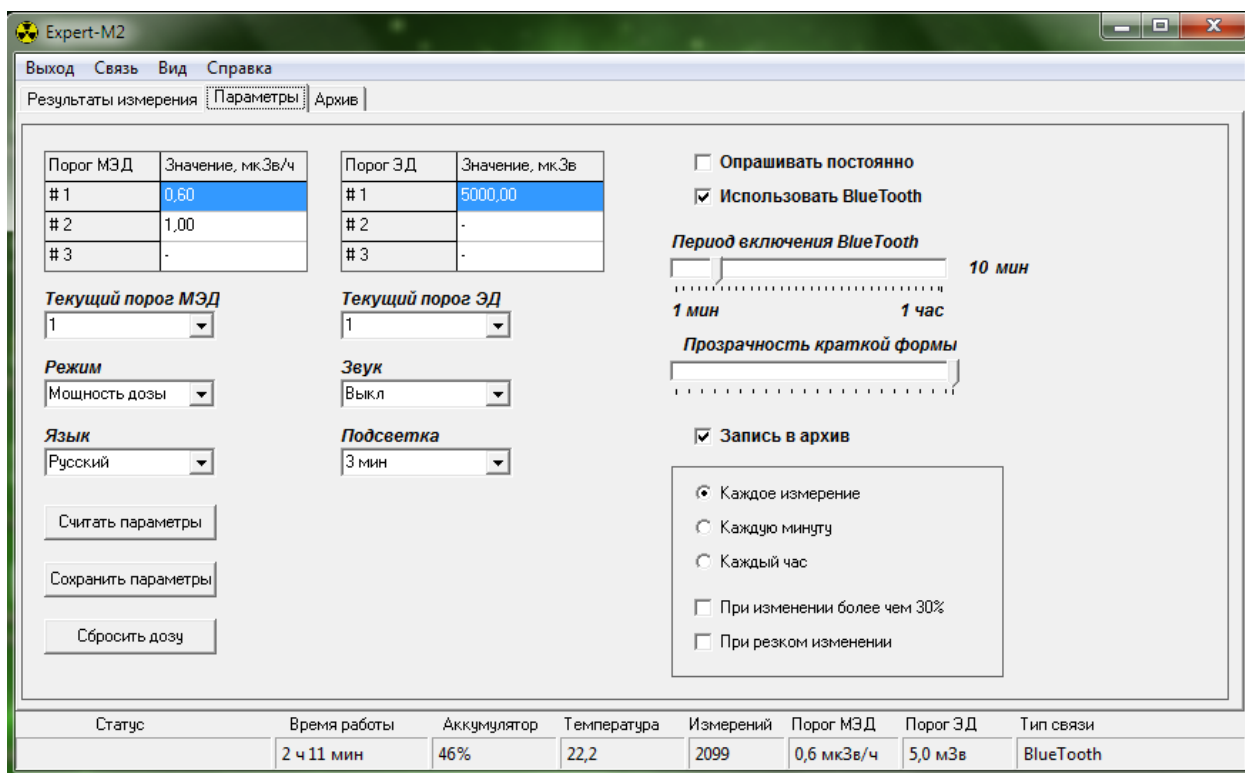 Expert-M2
Выход Связь Вид Справка
Результаты измерения Параметры Архив
Порог МЭД Значение, мкЗв/ч
# 1 0,60
# 2 1,00
# 3 -
Порог ЭД Значение, мкЗв
# 1 5000,00
# 2 -
# 3 -
Опрашивать постоянно
Использовать BlueTooth
Период включения BlueTooth
10 мин
1 мин 1 час
Прозрачность краткой формы
Текущий порог МЭД
1
Текущий порог ЭД
1
Режим
Мощность дозы
Звук
Выкл
Язык
Русский
Подсветка
3 мин
Запись в архив
Каждое измерение
Каждую минуту
Каждый час
При изменении более чем 30%
При резком изменении
Считать параметры
Сохранить параметры
Сбросить дозу
Статус Время работы Аккумулятор Температура Измерений Порог МЭД Порог ЭД Тип связи
2 ч 11 мин 46% 22,2 2099 0,6 мкЗв/ч 5,0 мЗв BlueTooth